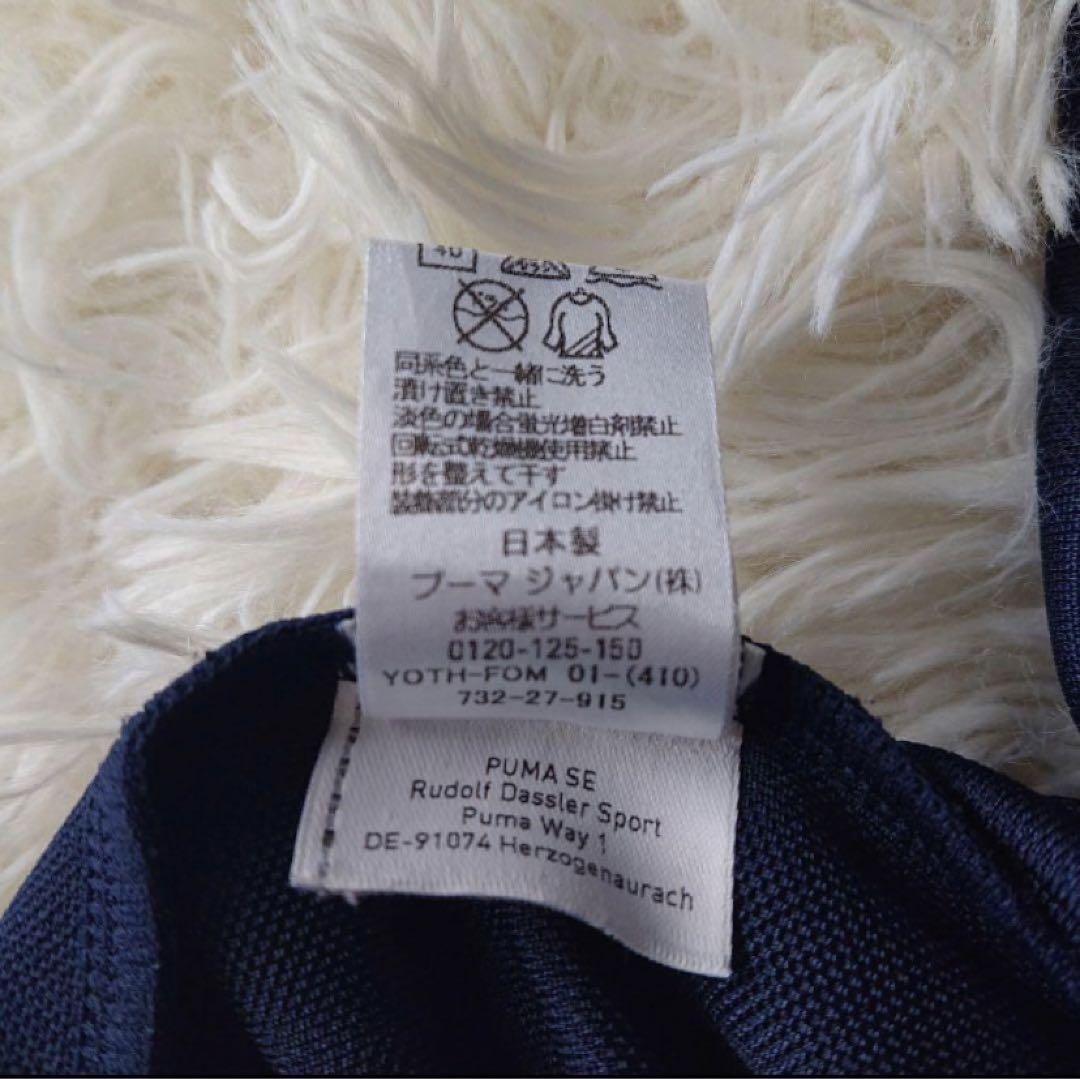 40
同系色と一緒に洗う
漬け置き禁止
淡色の場合蛍光増白剤禁止
回転式乾燥機使用禁止
形を整えて干す
装飾部分のアイロン掛け禁止
日本製
プーマ ジャパン(株)
お客様サービス
0120-125-150
YOTH-FOM 01-(410)
732-27-915
PUMA SE
Rudolf Dassler Sport
Puma Way 1
DE-91074 Herzogenaurach